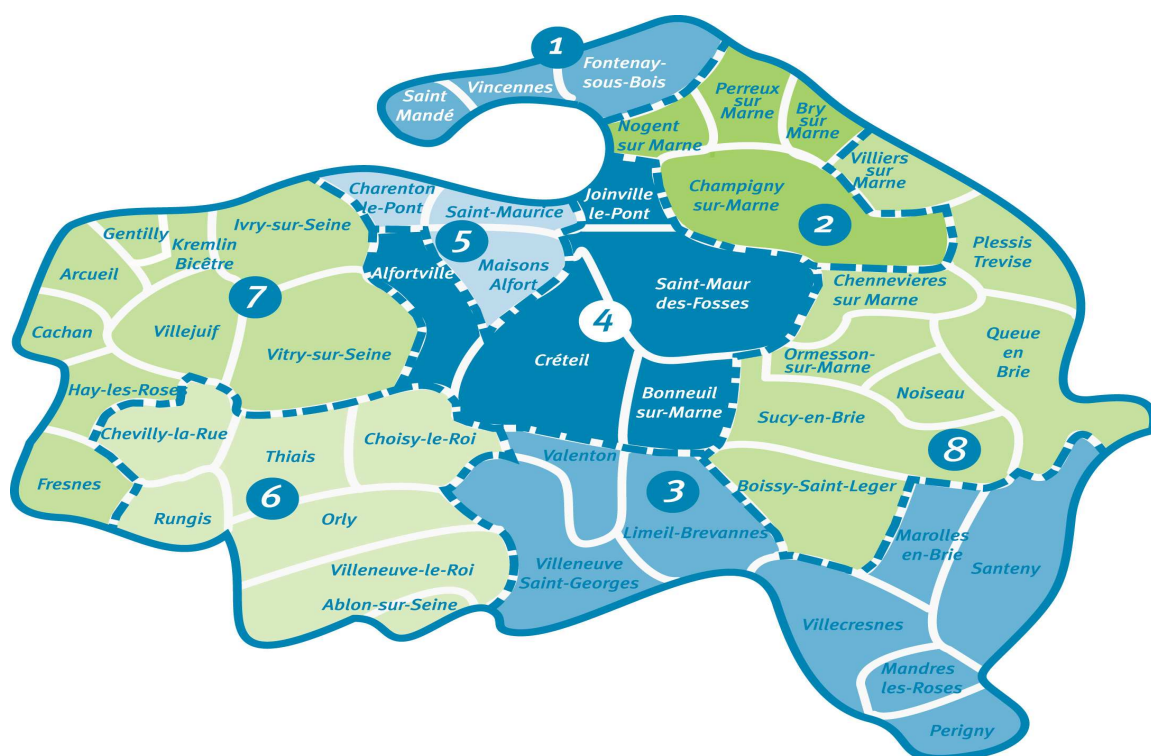 1
Fontenay-
sous-Bois
Vincennes
Saint
Mandé
Perreux
sur
Marne
Bry
sur
Marne
Nogent
sur Marne
Villiers
sur
Marne
Charenton
le-Pont
Saint-Maurice
Joinville
le-Pont
Champigny
sur-Marne
2
Ivry-sur-Seine
Gentilly
Kremlin
Bicêtre
Arcueil
5
Maisons
Alfort
Alfortville
Plessis
Trevise
Chennevieres
sur Marne
Saint-Maur
des-Fosses
7
4
Cachan
Villejuif
Vitry-sur-Seine
Créteil
Ormesson-
sur-Marne
Queue
en
Brie
Noiseau
Hay-les-Roses
Bonneuil
sur-Marne
Sucy-en-Brie
Chevilly-la-Rue
Choisy-le-Roi
Thiais
Valenton
8
Fresnes
6
3
Boissy-Saint-Leger
Rungis
Orly
Limeil-Brevannes
Marolles
en-Brie
Santeny
Villeneuve-le-Roi
Villeneuve
Saint-Georges
Ablon-sur-Seine
Villecresnes
Mandres
les-Roses
Perigny